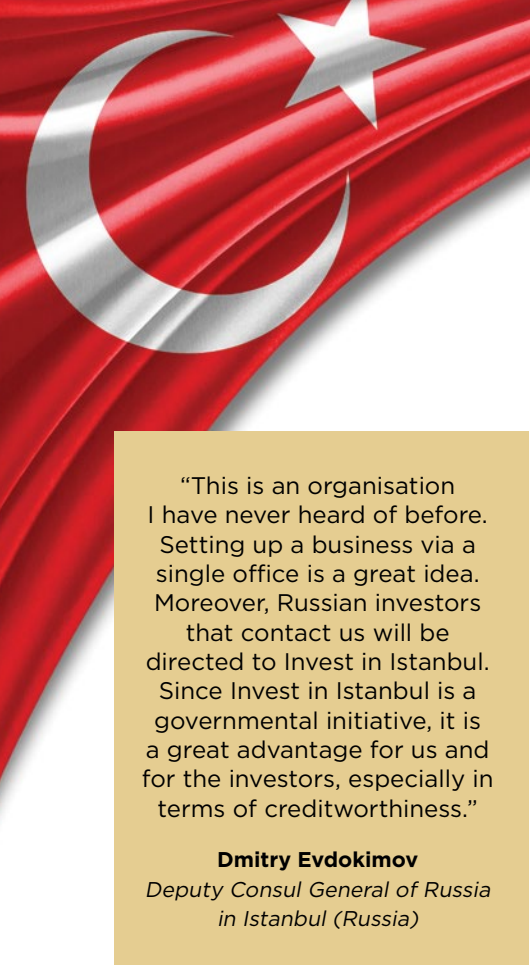 “This is an organisation
I have never heard of before.
Setting up a business via a
single office is a great idea.
Moreover, Russian investors
that contact us will be
directed to Invest in Istanbul.
Since Invest in Istanbul is a
governmental initiative, it is
a great advantage for us and
for the investors, especially in
terms of creditworthiness.”
Dmitry Evdokimov
Deputy Consul General of Russia
in Istanbul (Russia)